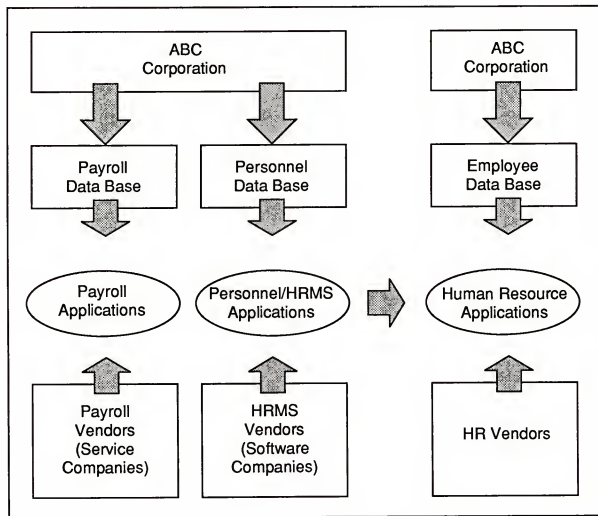 ABC
Corporation
ABC
Corporation
Payroll
Data Base
Personnel
Data Base
Employee
Data Base
Payroll
Applications
Personnel/HRMS
Applications
Human Resource
Applications
Payroll
Vendors
(Service
Companies)
HRMS
Vendors
(Software
Companies)
HR Vendors